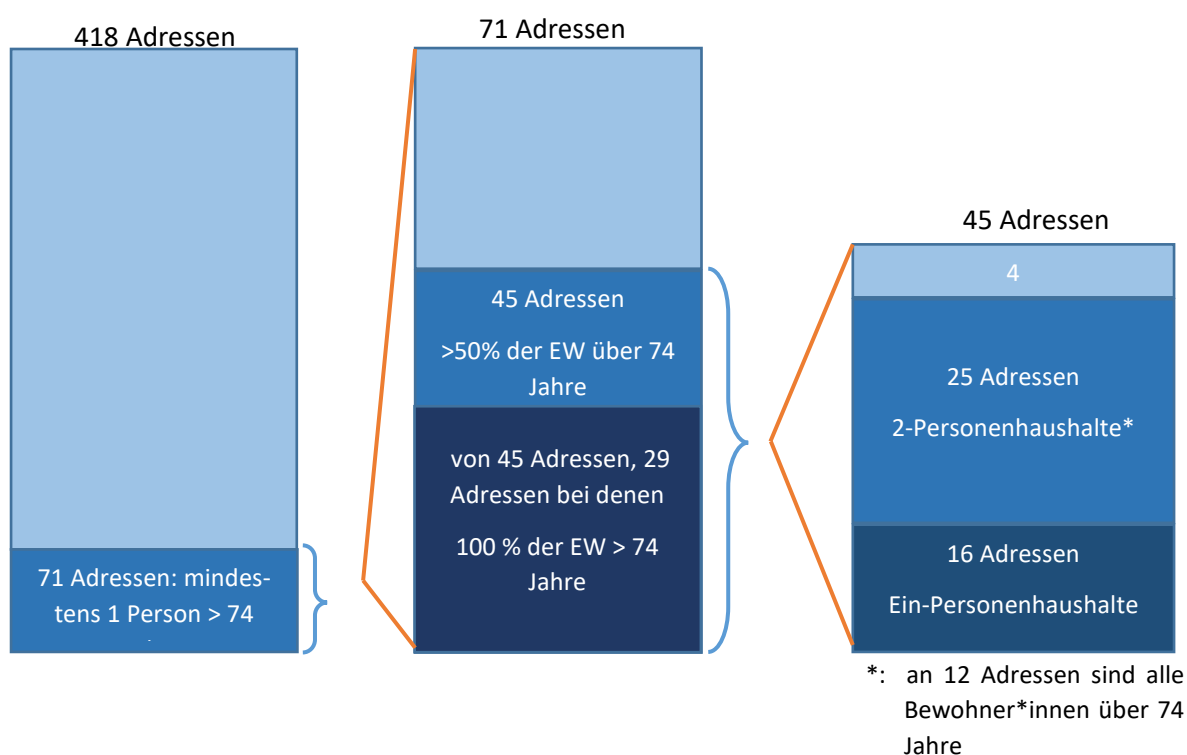 418 Adressen
71 Adressen: mindes-
tens 1 Person > 74
71 Adressen
45 Adressen
>50% der EW über 74
Jahre
von 45 Adressen, 29
Adressen bei denen
100 % der EW > 74
Jahre
45 Adressen
4
25 Adressen
2-Personenhaushalte*
16 Adressen
Ein-Personenhaushalte
*: an 12 Adressen sind alle
Bewohner*innen über 74
Jahre